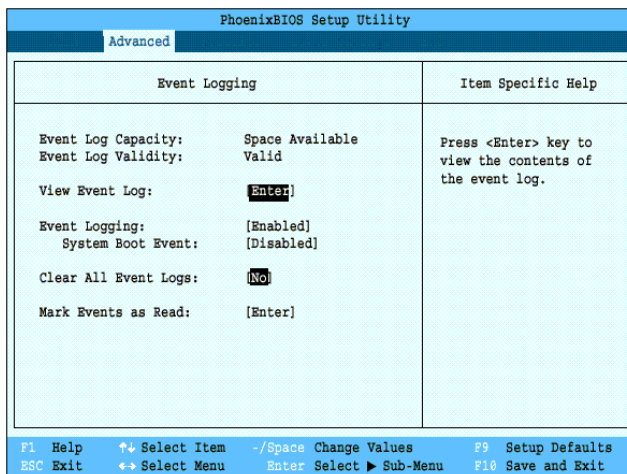 PhoenixBIOS Setup Utility
Advanced
Event Logging
Item Specific Help
Event Log Capacity: Space Available
Event Log Validity: Valid
View Event Log: [Enter]
Event Logging: [Enabled]
System Boot Event: [Disabled]
Clear All Event Logs: [No]
Mark Events as Read: [Enter]
Press <Enter> key to
view the contents of
the event log.
F1 Help ↑↓ Select Item -/Space Change Values F9 Setup Defaults
ESC Exit ↔ Select Menu Enter Select ▶ Sub-Menu F10 Save and Exit